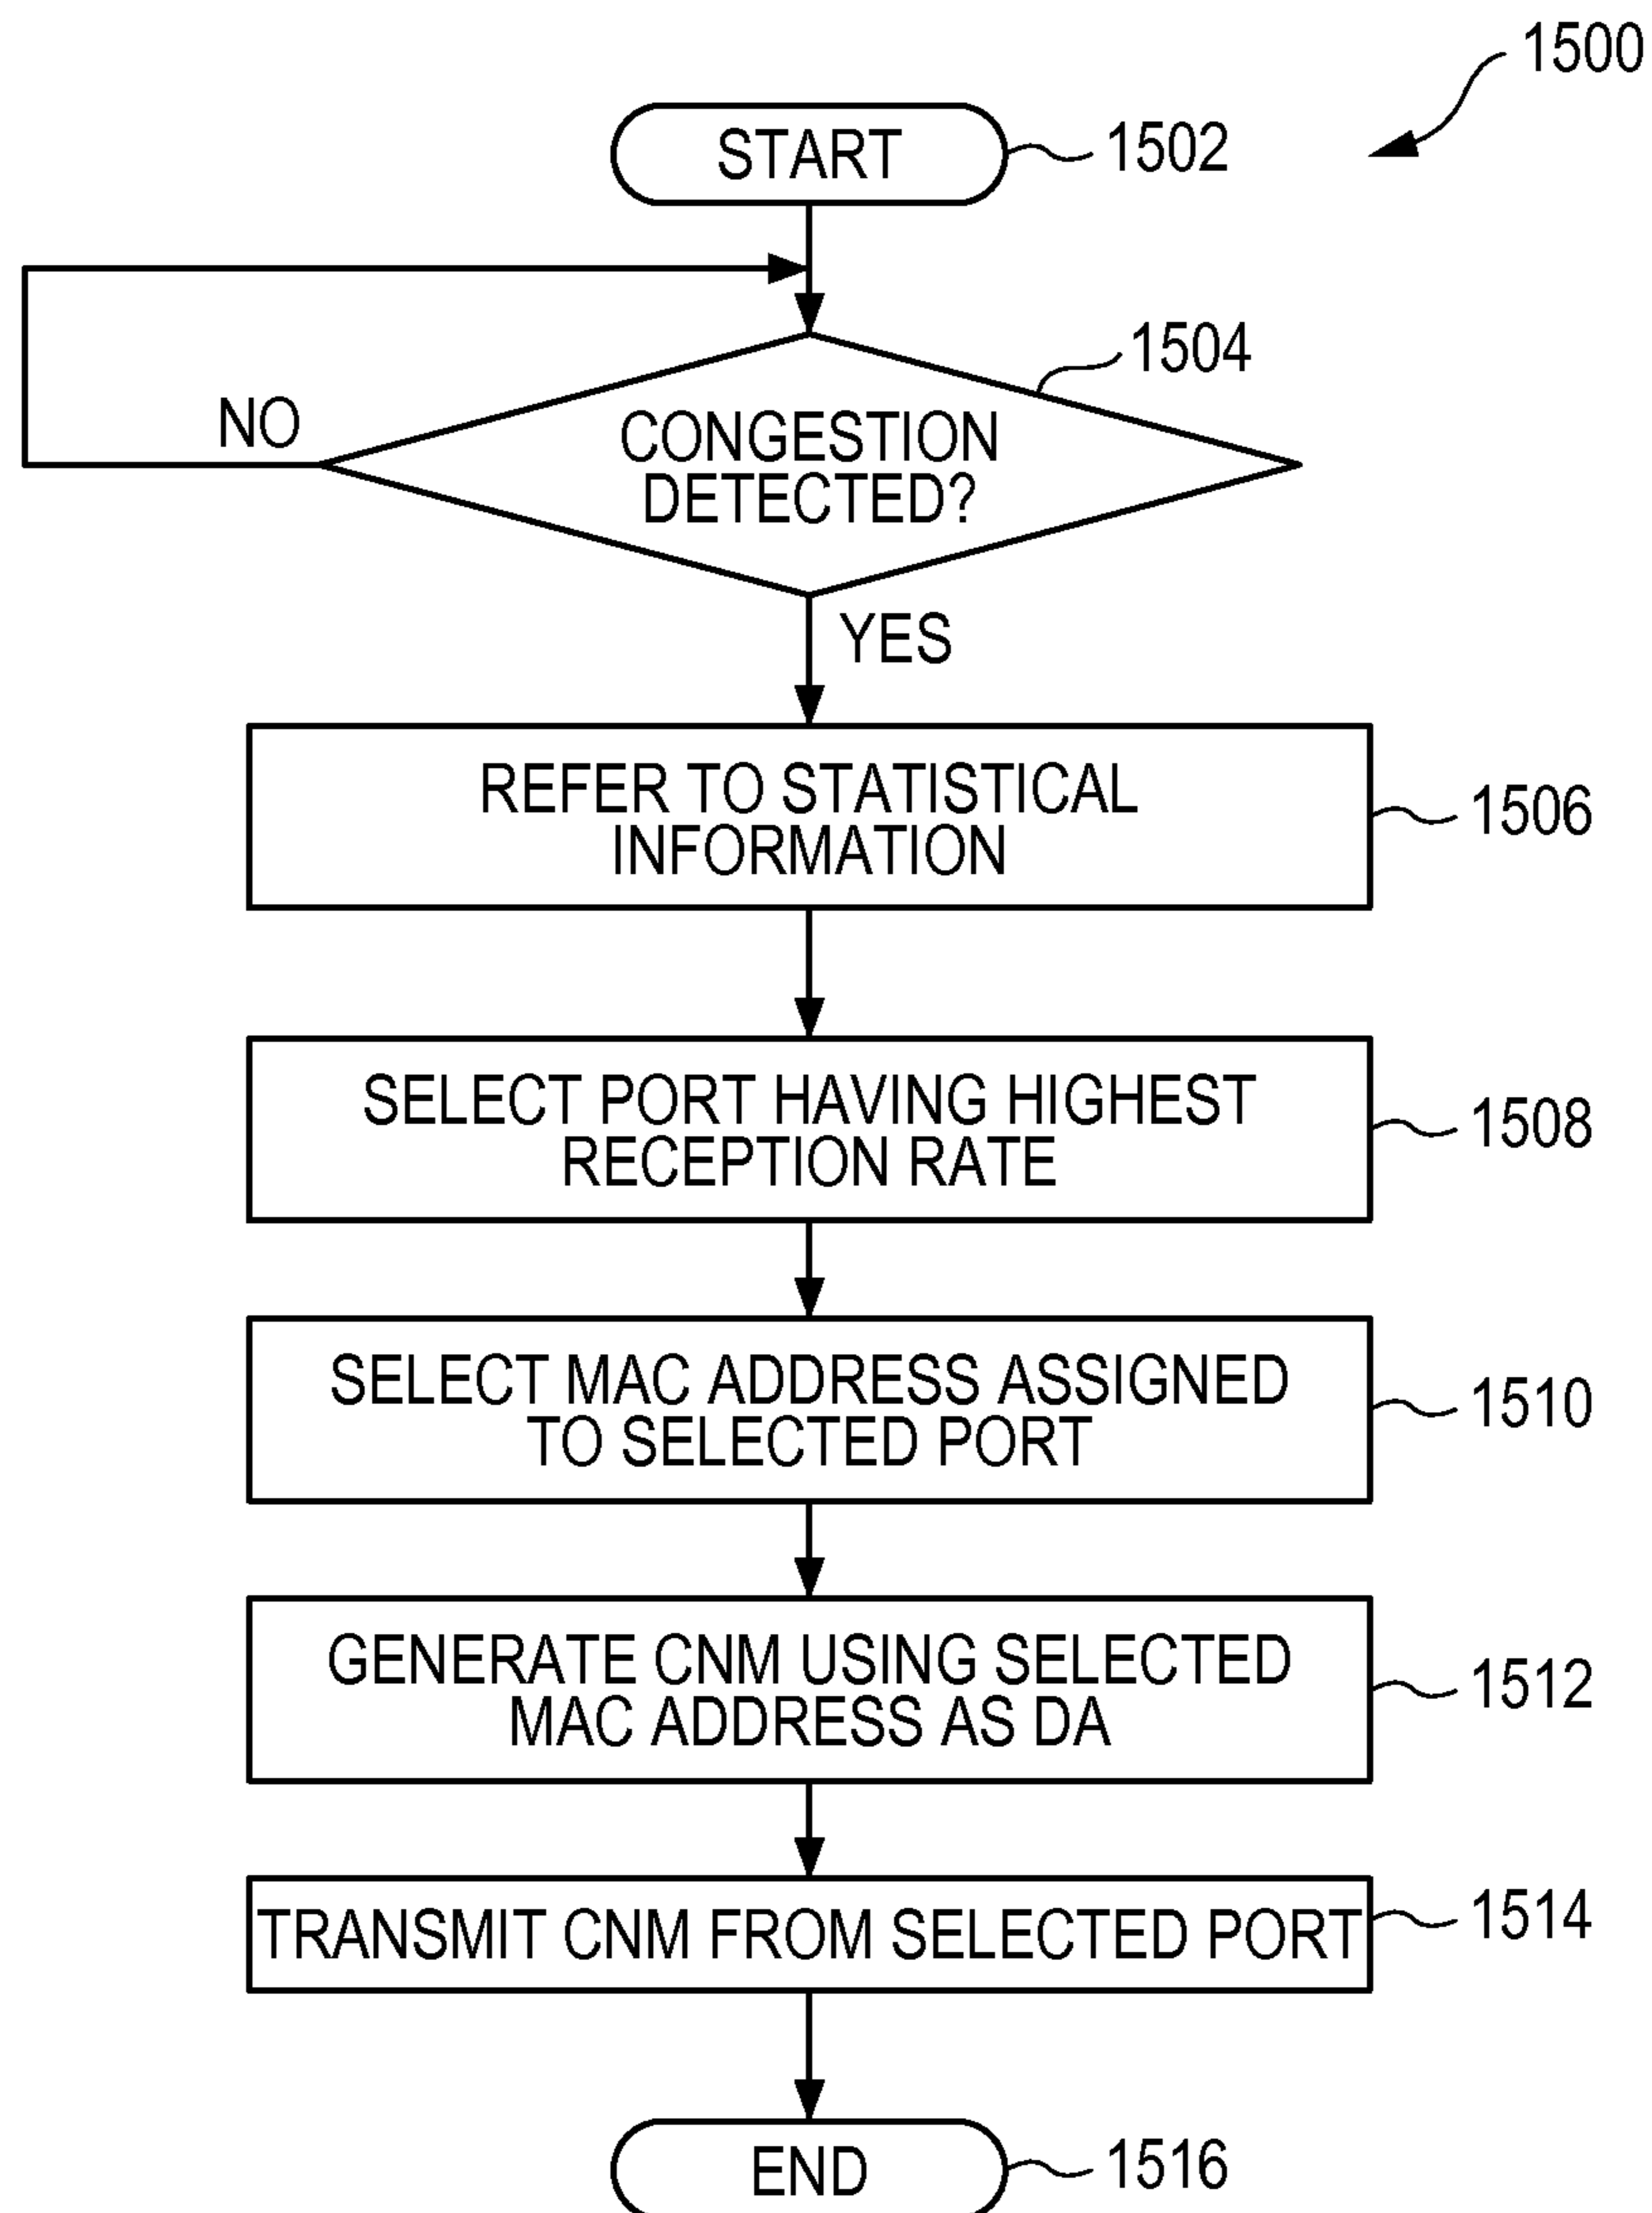 1500
START
1502
1504
NO
CONGESTION
DETECTED?
YES
REFER TO STATISTICAL
INFORMATION
1506
SELECT PORT HAVING HIGHEST
RECEPTION RATE
1508
SELECT MAC ADDRESS ASSIGNED
TO SELECTED PORT
1510
GENERATE CNM USING SELECTED
MAC ADDRESS AS DA
1512
TRANSMIT CNM FROM SELECTED PORT
1514
END
1516